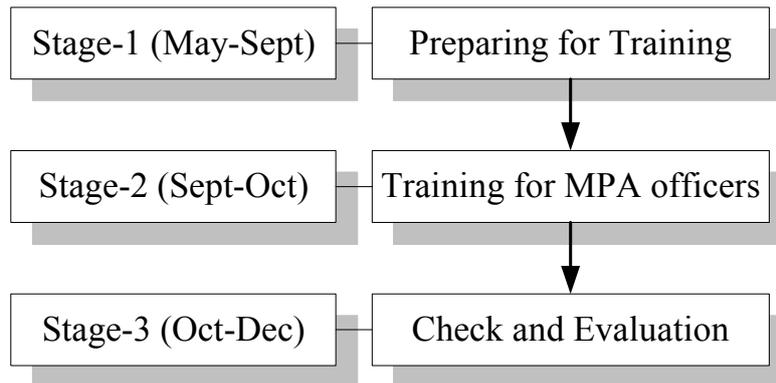 Stage-1 (May-Sept)
Preparing for Training
Stage-2 (Sept-Oct)
Training for MPA officers
Stage-3 (Oct-Dec)
Check and Evaluation